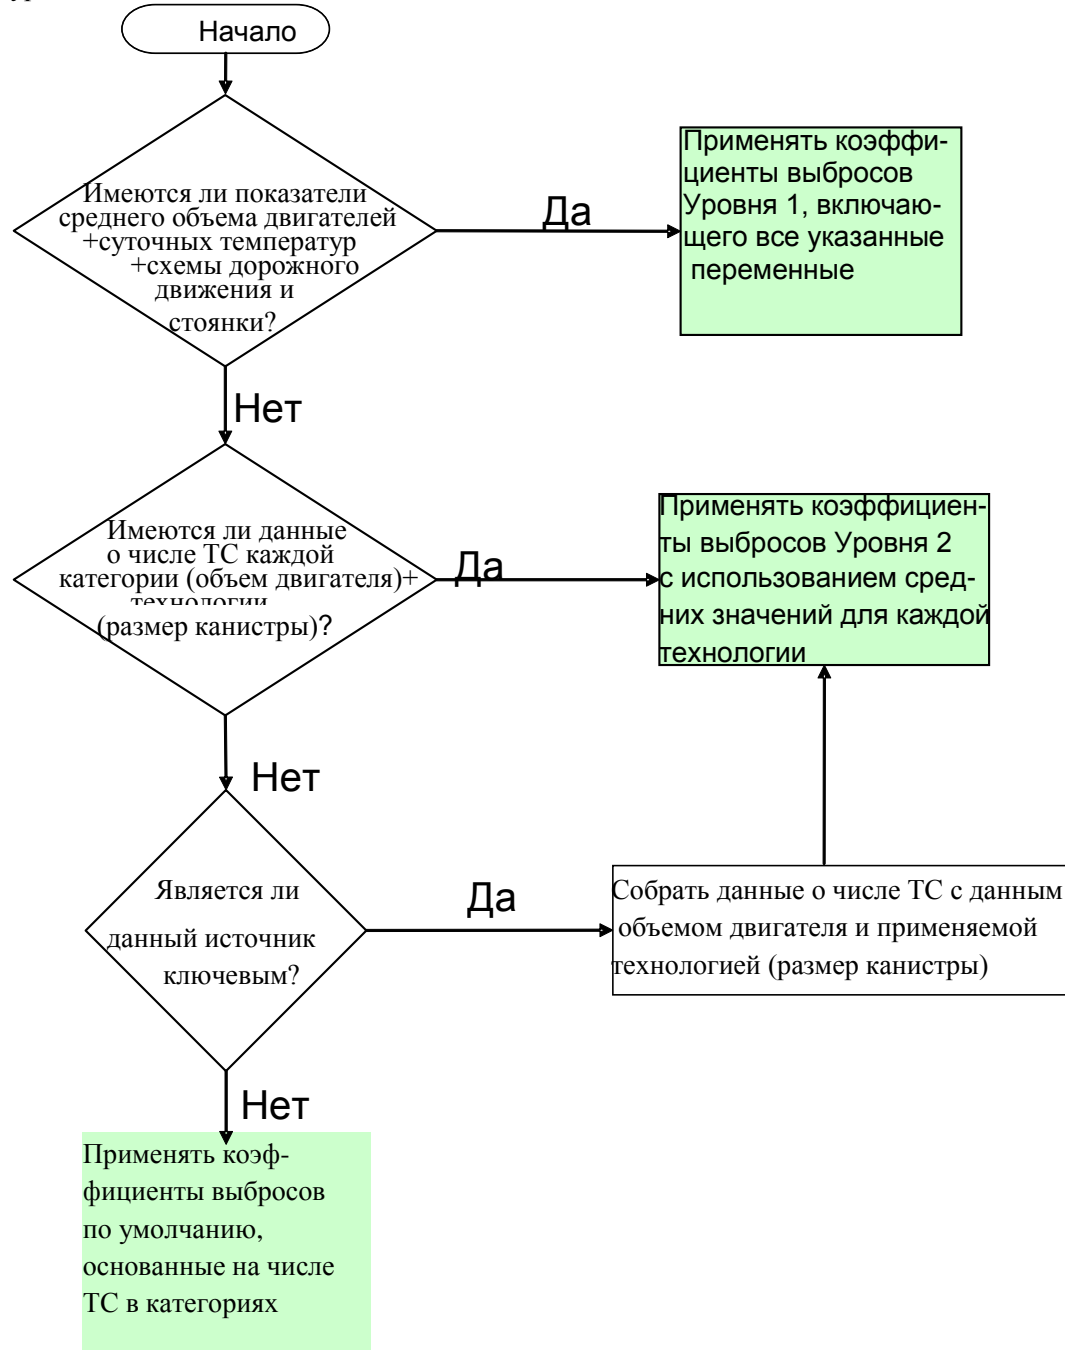 Начало
Имеются ли показатели
среднего объема двигателей
+суточных температур
+схемы дорожного
движения и
стоянки?
Да
Применять коэффи-
циенты выбросов
Уровня 1, включаю-
щего все указанные
переменные
Нет
Имеются ли данные
о числе ТС каждой
категории (объем двигателя)+
технологии
(размер канистры)?
Да
Применять коэффициен-
ты выбросов Уровня 2
с использованием сред-
них значений для каждой
технологии
Нет
Является ли
данный источник
ключевым?
Да
Собрать данные о числе ТС с данным
объемом двигателя и применяемой
технологией (размер канистры)
Нет
Применять коэф-
фициенты выбросов
по умолчанию,
основанные на числе
ТС в категориях